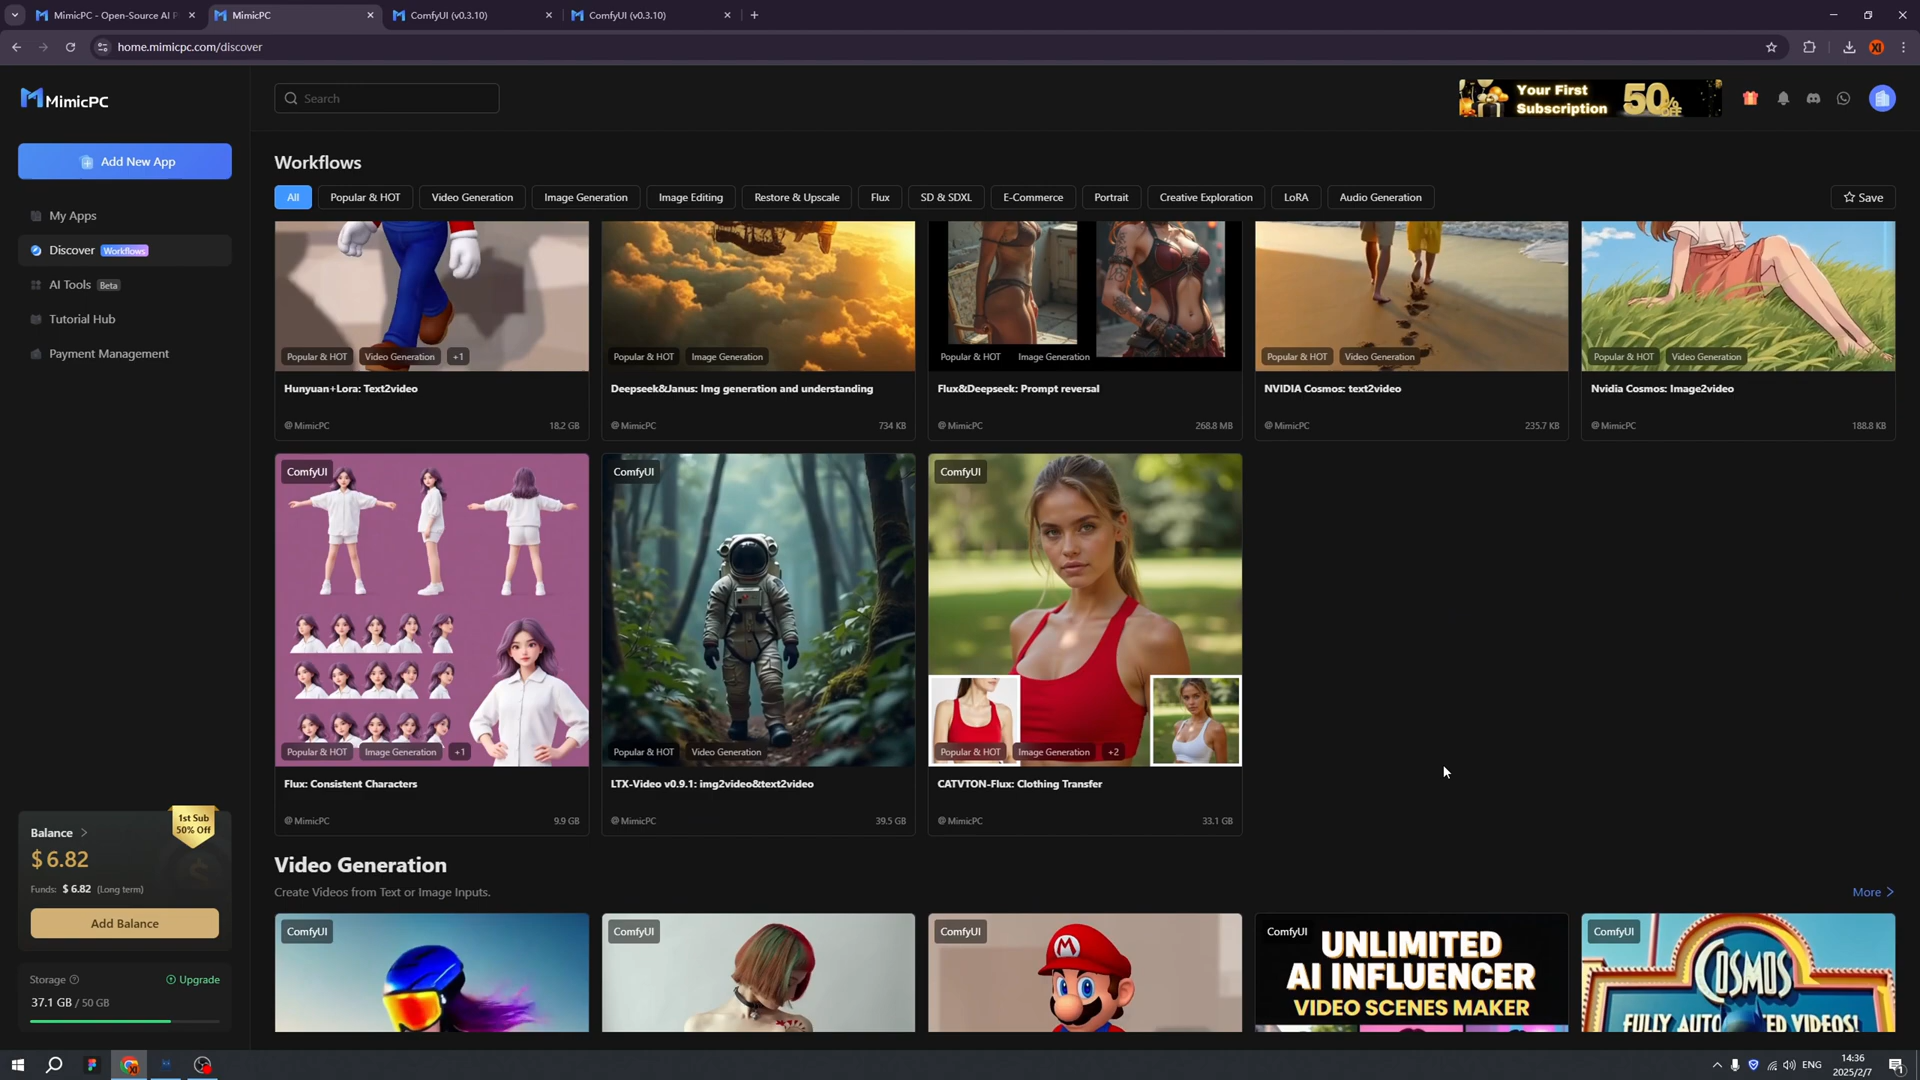 MimicPC - Open-Source AI P
MimicPC
ComfyUI (v0.3.10)
ComfyUI (v0.3.10)
home.mimicpc.com/discover
XI
MimicPC
Search
Your First
Subscription
50%
OFF
Add New App
My Apps
Discover Workflows
AI Tools Beta
Tutorial Hub
Payment Management
Workflows
All
Popular & HOT
Video Generation
Image Generation
Image Editing
Restore & Upscale
Flux
SD & SDXL
E-Commerce
Portrait
Creative Exploration
LoRA
Audio Generation
Save
Popular & HOT Video Generation +1
Hunyuan+Lora: Text2video
@ MimicPC 18.2 GB
Popular & HOT Image Generation
Deepseek&Janus: Img generation and understanding
@ MimicPC 734 KB
Popular & HOT Image Generation
Flux&Deepseek: Prompt reversal
@ MimicPC 268.8 MB
Popular & HOT Video Generation
NVIDIA Cosmos: text2video
@ MimicPC 235.7 KB
Popular & HOT Video Generation
Nvidia Cosmos: Image2video
@ MimicPC 188.8 KB
ComfyUI
Popular & HOT Image Generation +1
Flux: Consistent Characters
@ MimicPC 9.9 GB
ComfyUI
Popular & HOT Video Generation
LTX-Video v0.9.1: img2video&text2video
@ MimicPC 39.5 GB
ComfyUI
Popular & HOT Image Generation +2
CATVTON-Flux: Clothing Transfer
@ MimicPC 33.1 GB
Video Generation
Create Videos from Text or Image Inputs.
More
ComfyUI
ComfyUI
ComfyUI
M
ComfyUI
UNLIMITED
AI INFLUENCER
VIDEO SCENES MAKER
ComfyUI
COSMOS
FULLY AUTO TED VIDEOS!
1st Sub
50% Off
Balance
$ 6.82
Funds: $ 6.82 (Long term)
Add Balance
Storage
Upgrade
37.1 GB / 50 GB
ENG
14:36
2025/2/7
1